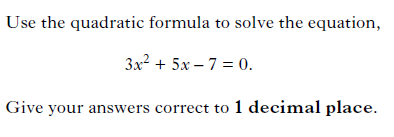 Use the quadratic formula to solve the equation,
3x² + 5x – 7 = 0.
Give your answers correct to 1 decimal place.